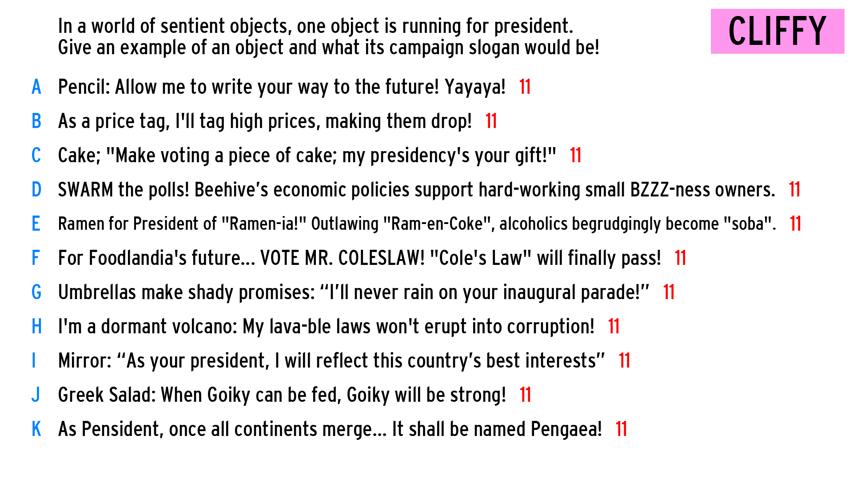 In a world of sentient objects, one object is running for president.
Give an example of an object and what its campaign slogan would be!
CLIFFY
A Pencil: Allow me to write your way to the future! Yayaya! 11
B As a price tag, I'll tag high prices, making them drop! 11
C Cake; "Make voting a piece of cake; my presidency's your gift!" 11
D SWARM the polls! Beehive’s economic policies support hard-working small BZZZ-ness owners. 11
E Ramen for President of "Ramen-ia!" Outlawing "Ram-en-Coke", alcoholics begrudgingly become "soba". 11
F For Foodlandia's future... VOTE MR. COLESLAW! "Cole's Law" will finally pass! 11
G Umbrellas make shady promises: “I’ll never rain on your inaugural parade!” 11
H I'm a dormant volcano: My lava-ble laws won't erupt into corruption! 11
I Mirror: “As your president, I will reflect this country’s best interests” 11
J Greek Salad: When Goiky can be fed, Goiky will be strong! 11
K As Pensident, once all continents merge... It shall be named Pengaea! 11